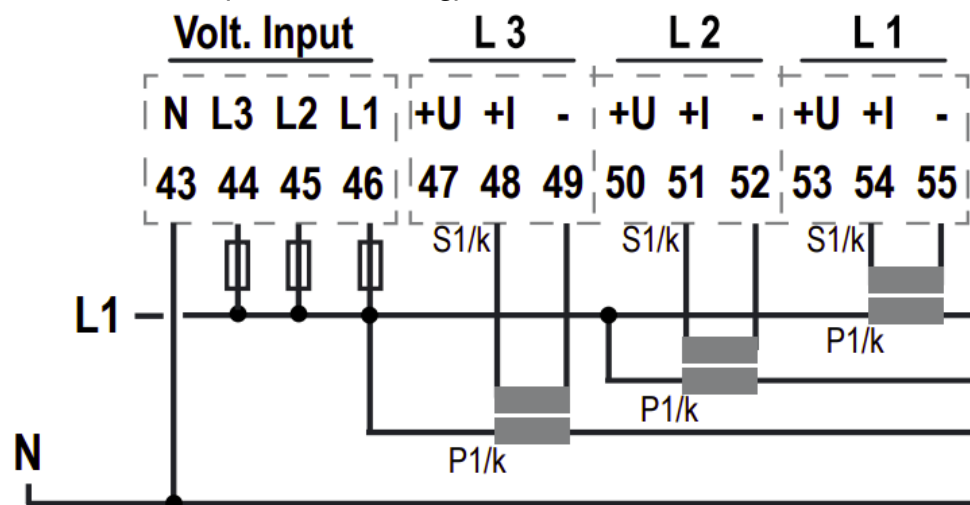 Volt. Input L 3 L 2 L 1
N L3 L2 L1 +U +I - +U +I - +U +I -
43 44 45 46 47 48 49 50 51 52 53 54 55
S1/k S1/k S1/k
L1
P1/k
P1/k
P1/k
N